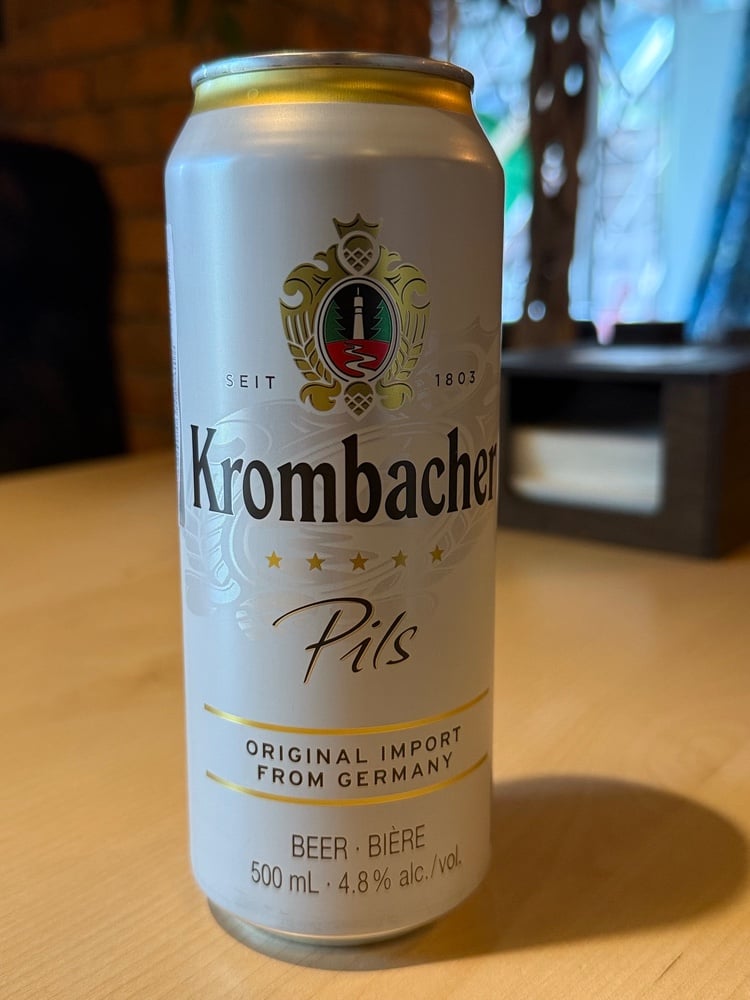 SEIT 1803
Krombacher
Pils
ORIGINAL IMPORT
FROM GERMANY
BEER · BIÈRE
500 mL · 4.8% alc./vol.